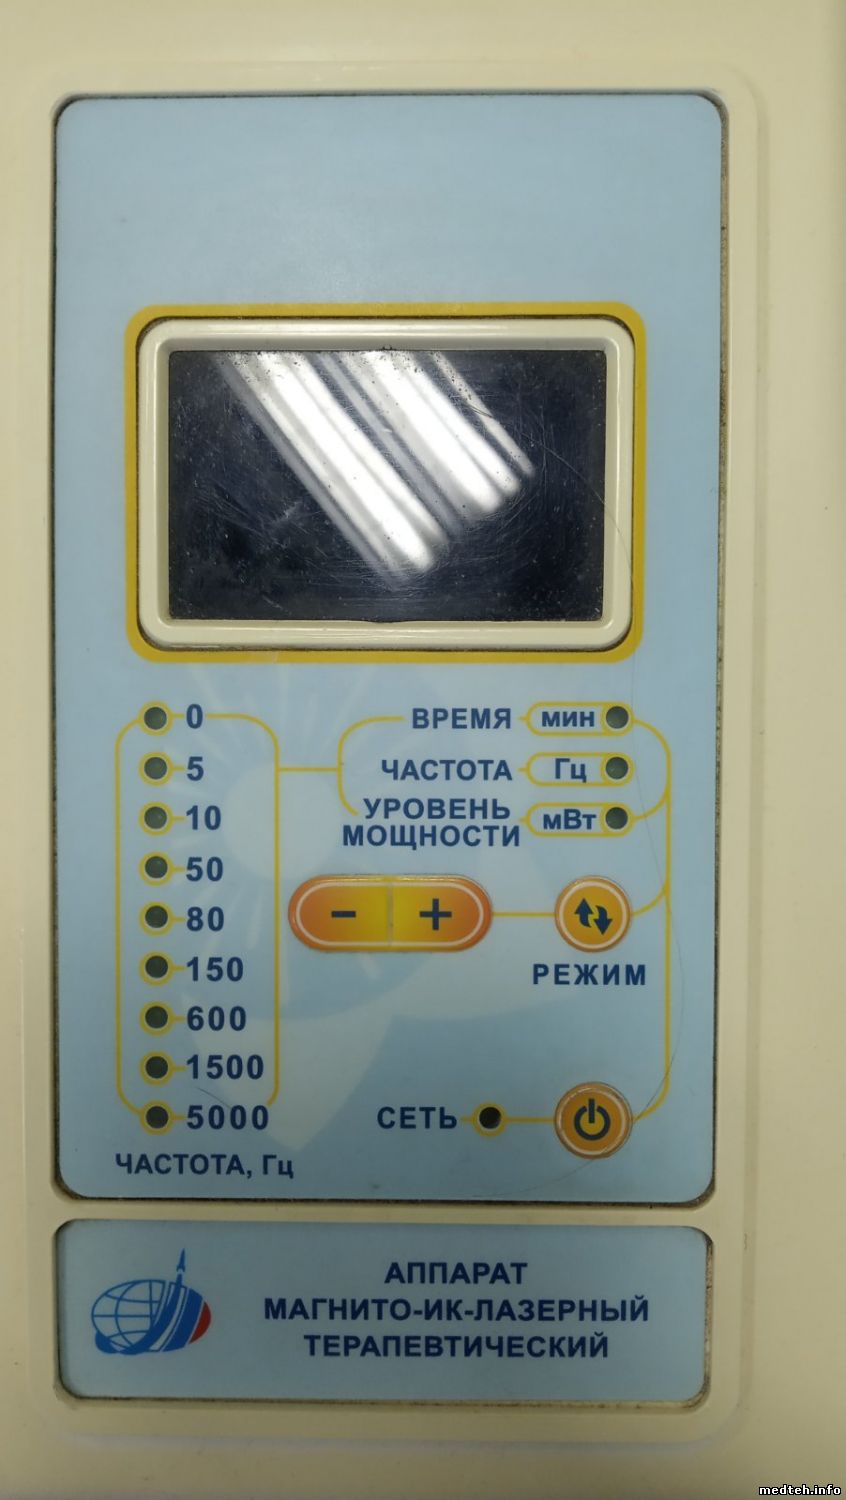 0
5
10
50
80
150
600
1500
5000
ЧАСТОТА, Гц
ВРЕМЯ мин
ЧАСТОТА Гц
УРОВЕНЬ
МОЩНОСТИ мВт
- +
РЕЖИМ
СЕТЬ
АППАРАТ
МАГНИТО-ИК-ЛАЗЕРНЫЙ
ТЕРАПЕВТИЧЕСКИЙ
medteh.info